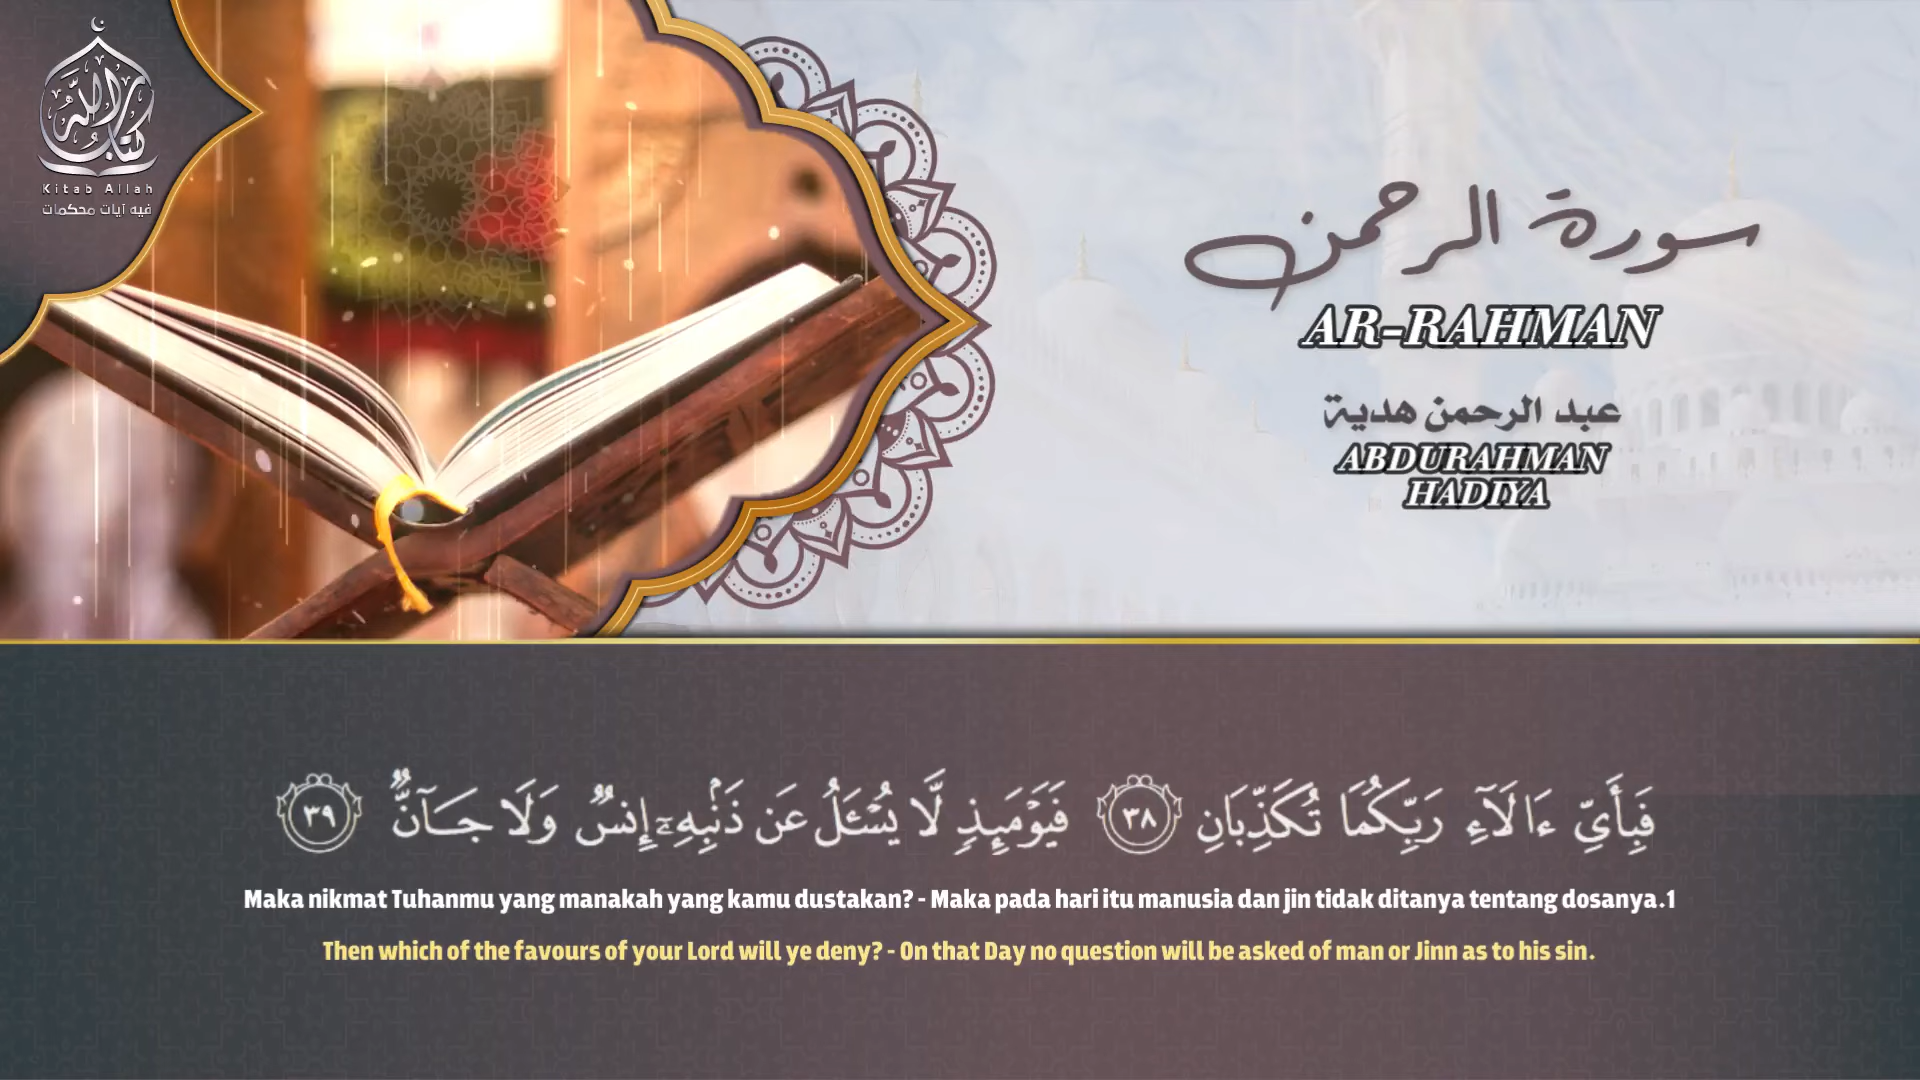 كتاب الله
Kitab Allah
فيه آيات محكمات
سورة الرحمن
AR-RAHMAN
عبد الرحمن هدية
ABDURAHMAN
HADIYA
فَبِأَيِّ ءَالَآءِ رَبِّكُمَا تُكَذِّبَانِ ٣٨ فَيَوْمَئِذٍ لَّا يُسْـَٔلُ عَن ذَنۢبِهِۦٓ إِنسٌ وَلَا جَآنٌّ ٣٩
Maka nikmat Tuhanmu yang manakah yang kamu dustakan? - Maka pada hari itu manusia dan jin tidak ditanya tentang dosanya.1
Then which of the favours of your Lord will ye deny? - On that Day no question will be asked of man or Jinn as to his sin.